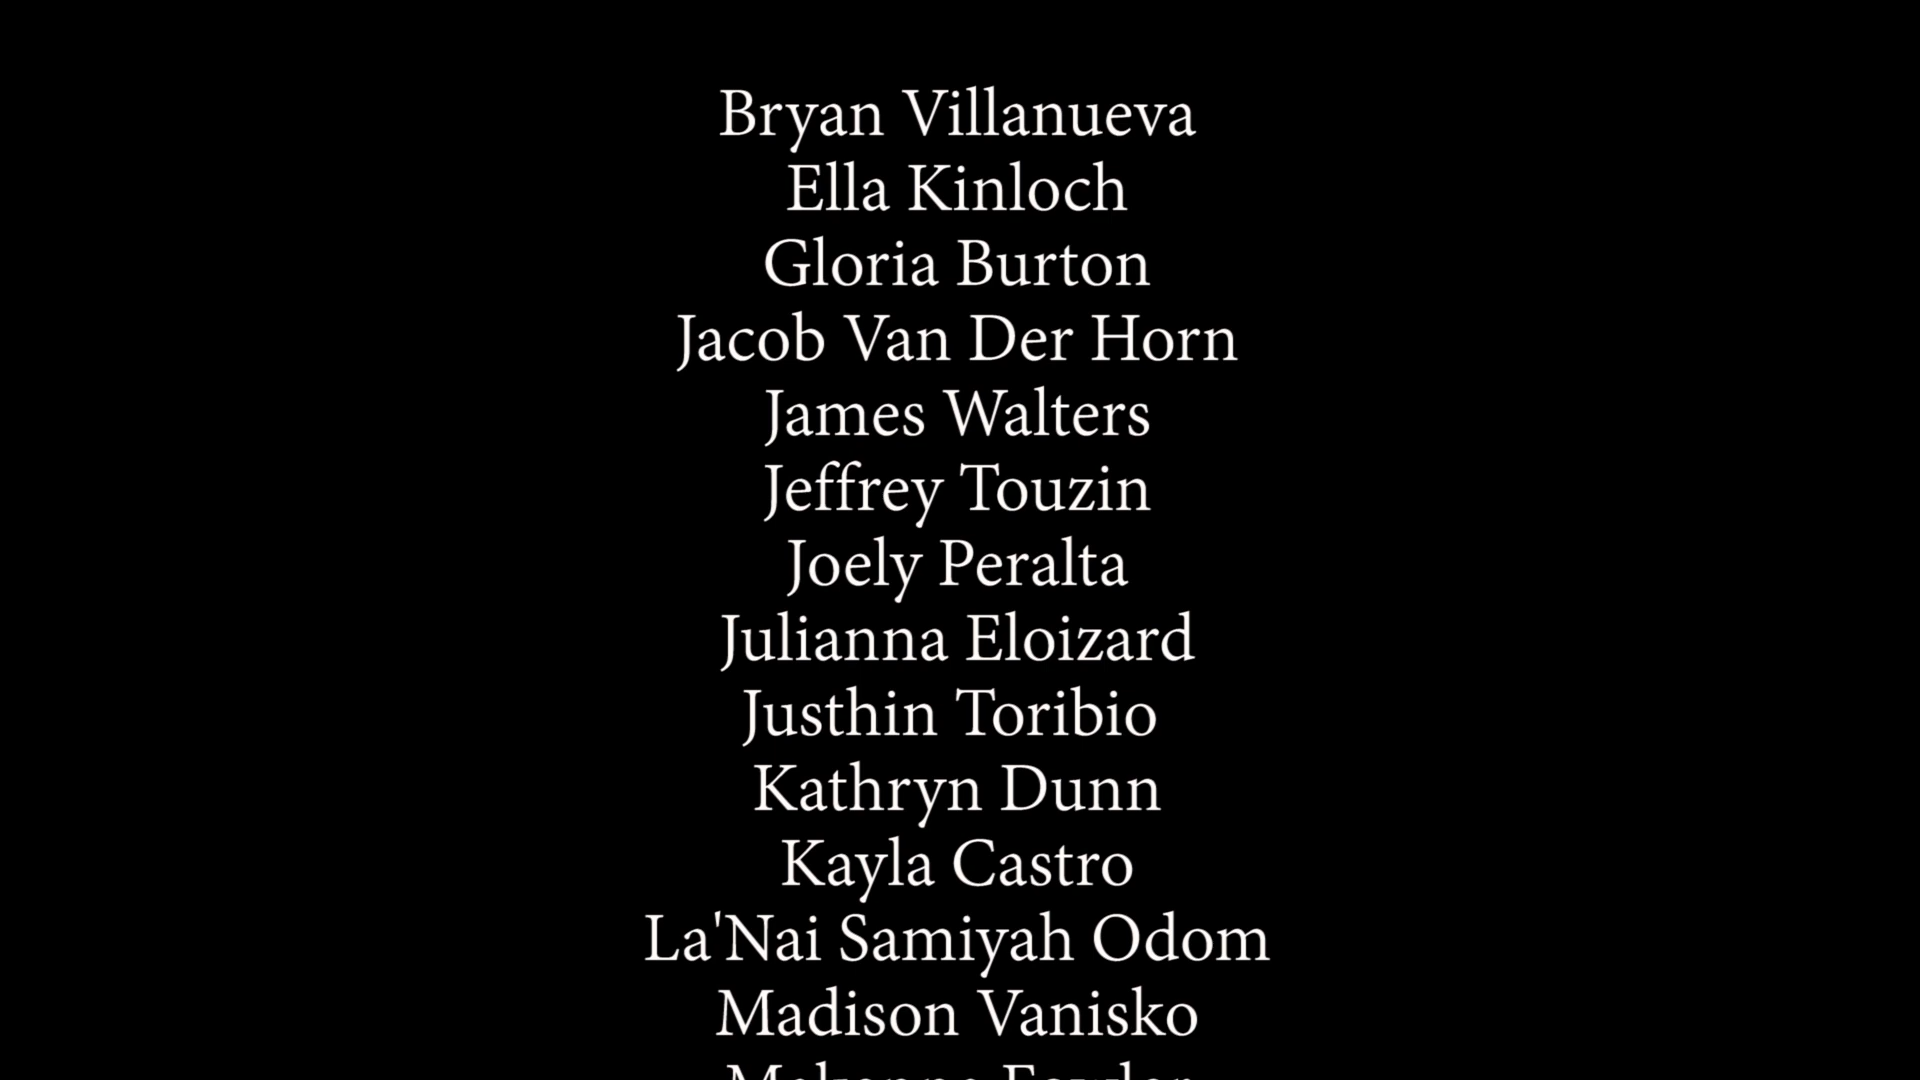 Bryan Villanueva
Ella Kinloch
Gloria Burton
Jacob Van Der Horn
James Walters
Jeffrey Touzin
Joely Peralta
Julianna Eloizard
Justhin Toribio
Kathryn Dunn
Kayla Castro
La'Nai Samiyah Odom
Madison Vanisko